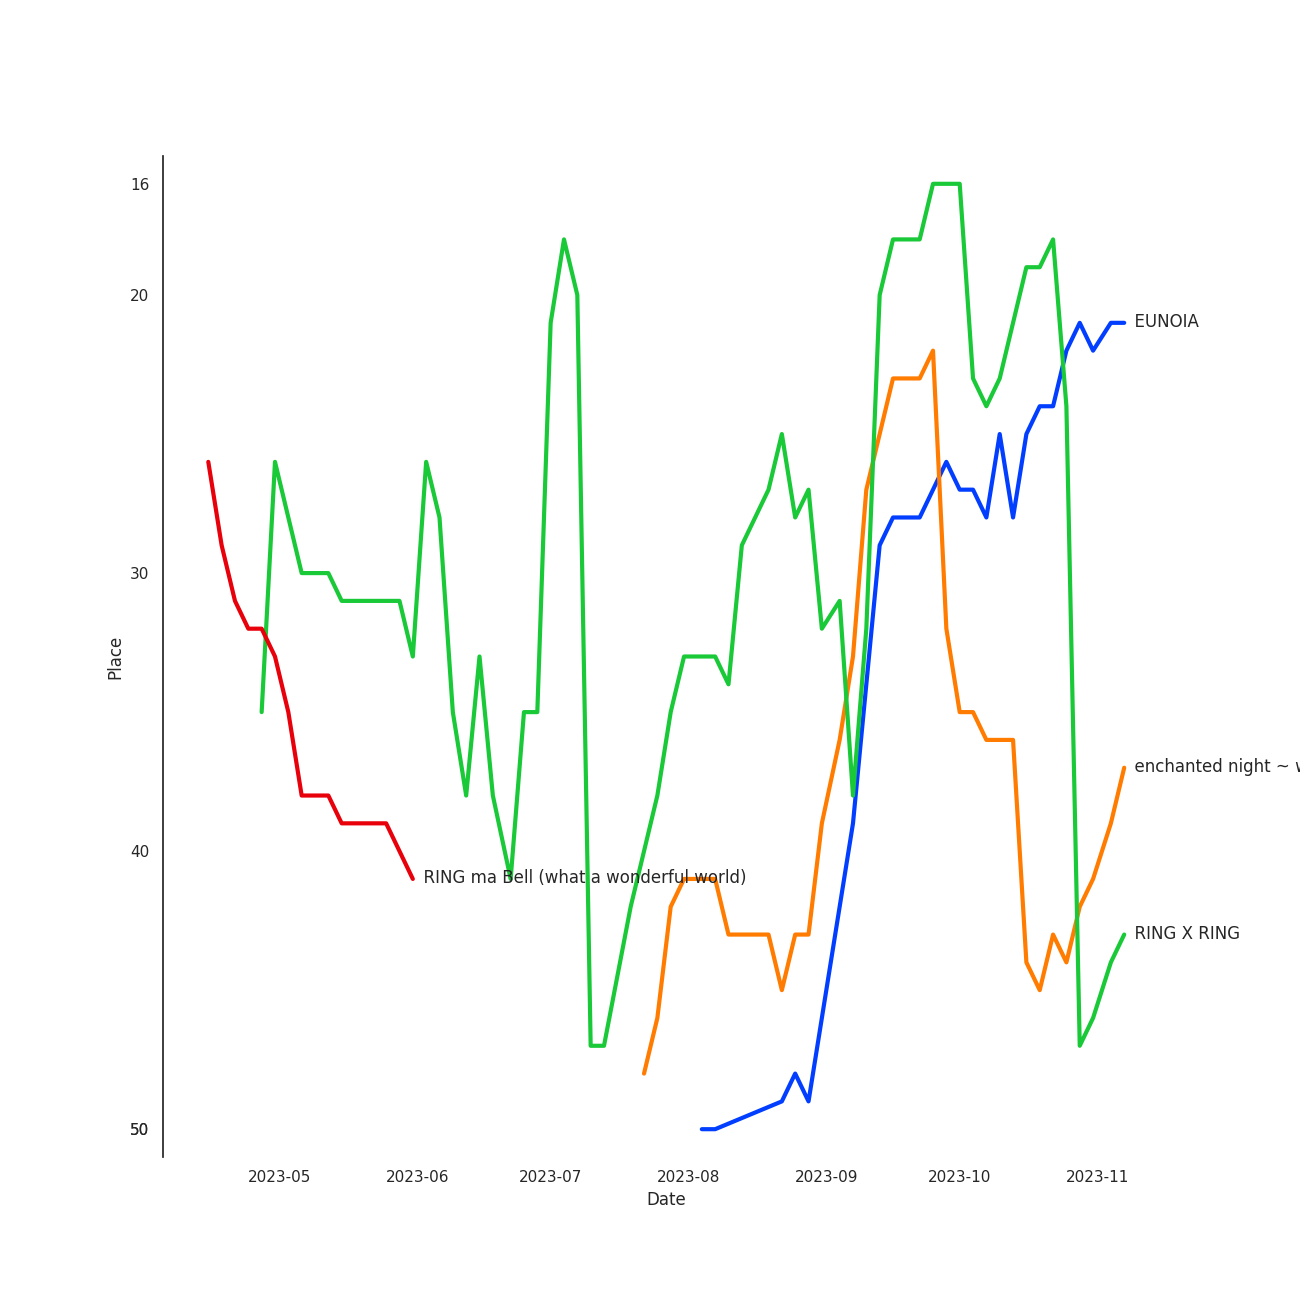 16
20
EUNOIA
30
Place
enchanted night ~
40
RING ma Bell (what a wonderful world)
RING X RING
50
2023-05 2023-06 2023-07 2023-08 2023-09 2023-10 2023-11
Date